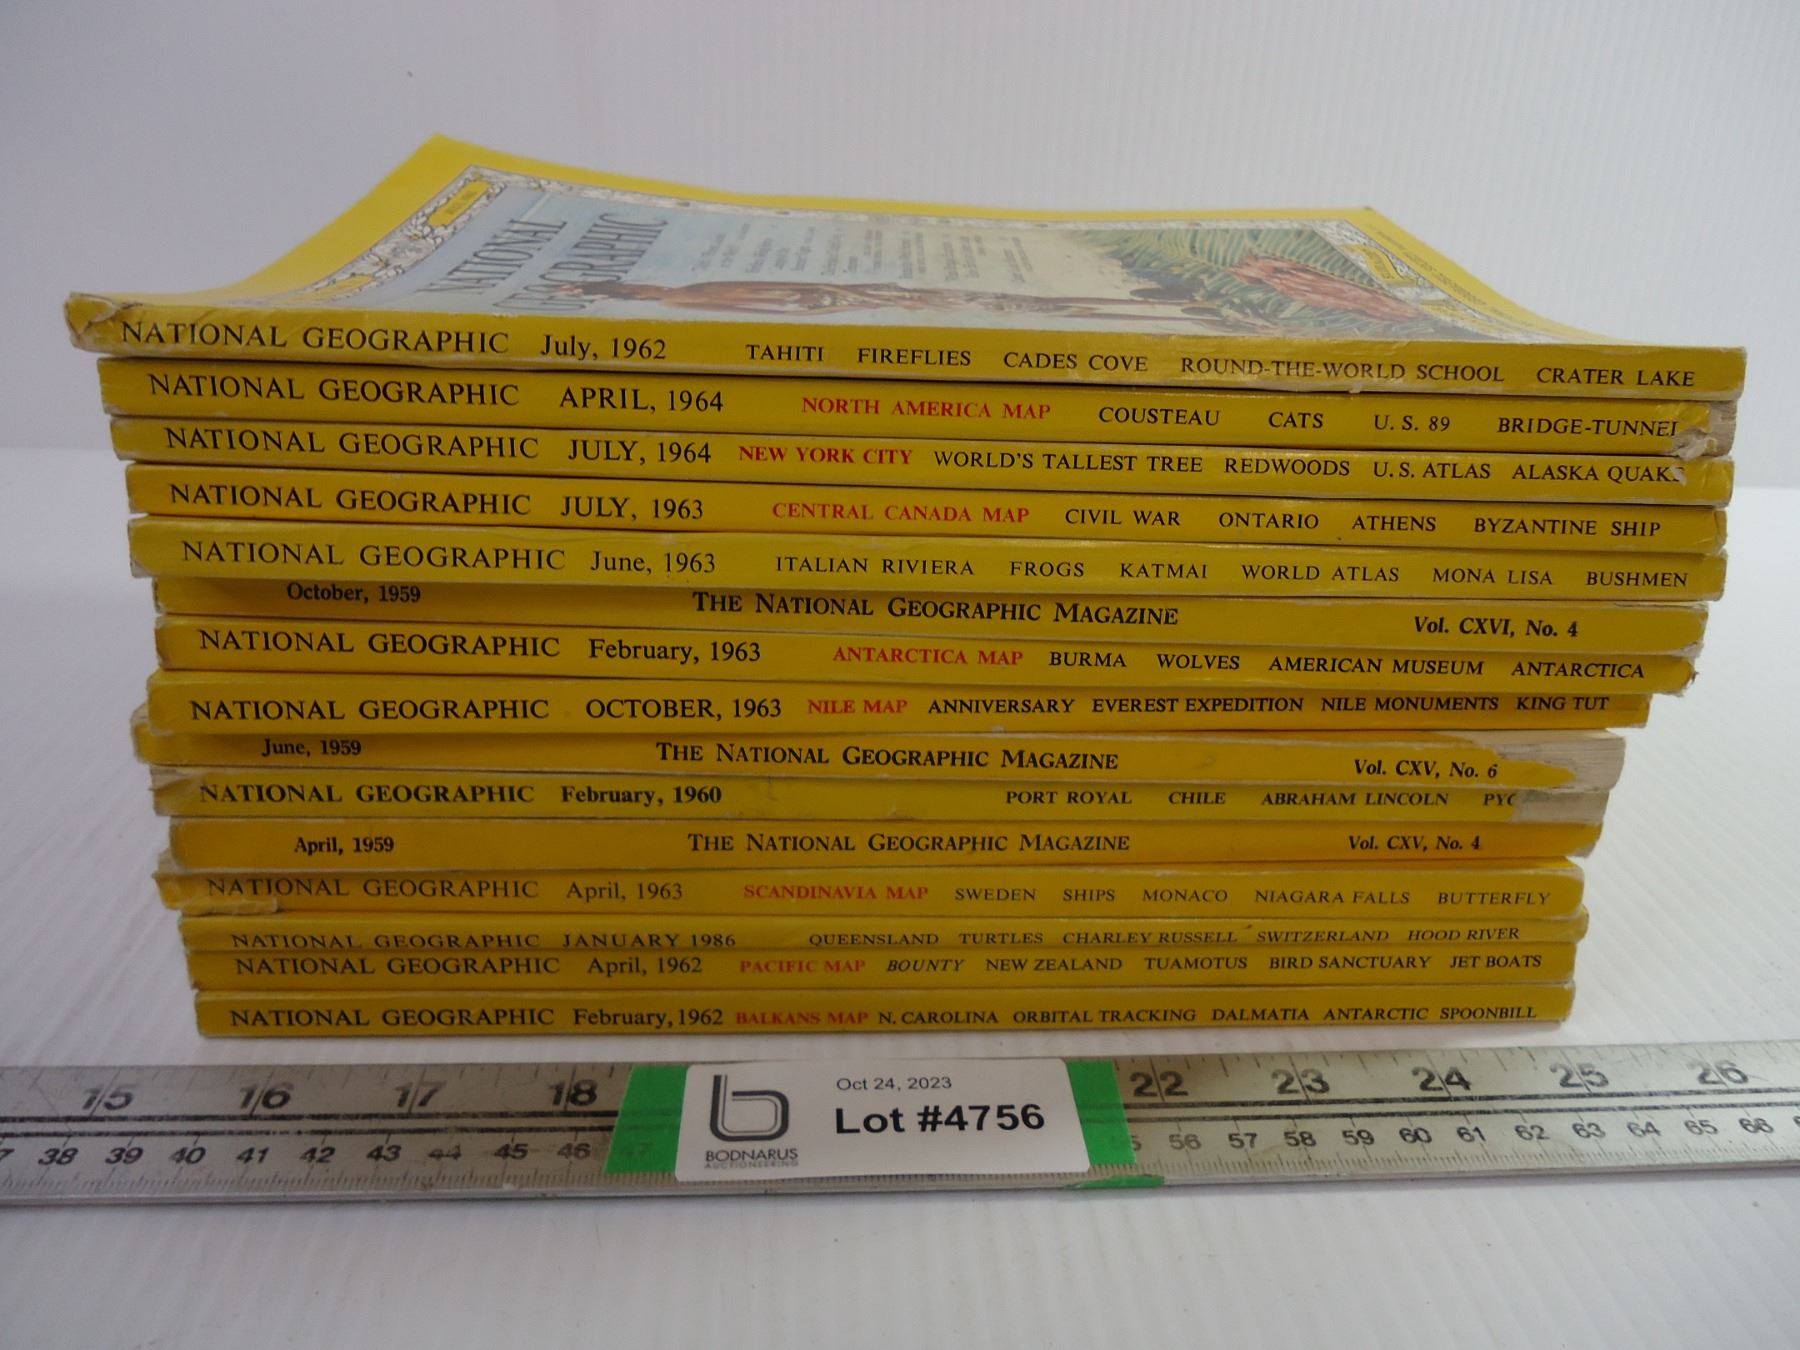 NATIONAL GEOGRAPHIC
NATIONAL GEOGRAPHIC July, 1962 TAHITI FIREFLIES CADES COVE ROUND-THE-WORLD SCHOOL CRATER LAKE
NATIONAL GEOGRAPHIC APRIL, 1964 NORTH AMERICA MAP COUSTEAU CATS U. S. 89 BRIDGE-TUNNEL
NATIONAL GEOGRAPHIC JULY, 1964 NEW YORK CITY WORLD'S TALLEST TREE REDWOODS U. S. ATLAS ALASKA QUAKE
NATIONAL GEOGRAPHIC JULY, 1963 CENTRAL CANADA MAP CIVIL WAR ONTARIO ATHENS BYZANTINE SHIP
NATIONAL GEOGRAPHIC June, 1963 ITALIAN RIVIERA FROGS KATMAI WORLD ATLAS MONA LISA BUSHMEN
October, 1959 THE NATIONAL GEOGRAPHIC MAGAZINE Vol. CXVI, No. 4
NATIONAL GEOGRAPHIC February, 1963 ANTARCTICA MAP BURMA WOLVES AMERICAN MUSEUM ANTARCTICA
NATIONAL GEOGRAPHIC OCTOBER, 1963 NILE MAP ANNIVERSARY EVEREST EXPEDITION NILE MONUMENTS KING TUT
June, 1959 THE NATIONAL GEOGRAPHIC MAGAZINE Vol. CXV, No. 6
NATIONAL GEOGRAPHIC February, 1960 PORT ROYAL CHILE ABRAHAM LINCOLN
April, 1959 THE NATIONAL GEOGRAPHIC MAGAZINE Vol. CXV, No. 4
NATIONAL GEOGRAPHIC April, 1963 SCANDINAVIA MAP SWEDEN SHIPS MONACO NIAGARA FALLS BUTTERFLY
NATIONAL GEOGRAPHIC JANUARY 1986 QUEENSLAND TURTLES CHARLEY RUSSELL SWITZERLAND HOOD RIVER
NATIONAL GEOGRAPHIC April, 1962 PACIFIC MAP BOUNTY NEW ZEALAND TUAMOTUS BIRD SANCTUARY JET BOATS
NATIONAL GEOGRAPHIC February, 1962 BALKANS MAP N. CAROLINA ORBITAL TRACKING DALMATIA ANTARCTIC SPOONBILL
15 16 17 18 22 23 24 25 26
38 39 40 41 42 43 44 45 46 47 56 57 58 59 60 61 62 63 64 65 66
Oct 24, 2023
Lot #4756
BODNARUS
AUCTIONEERING